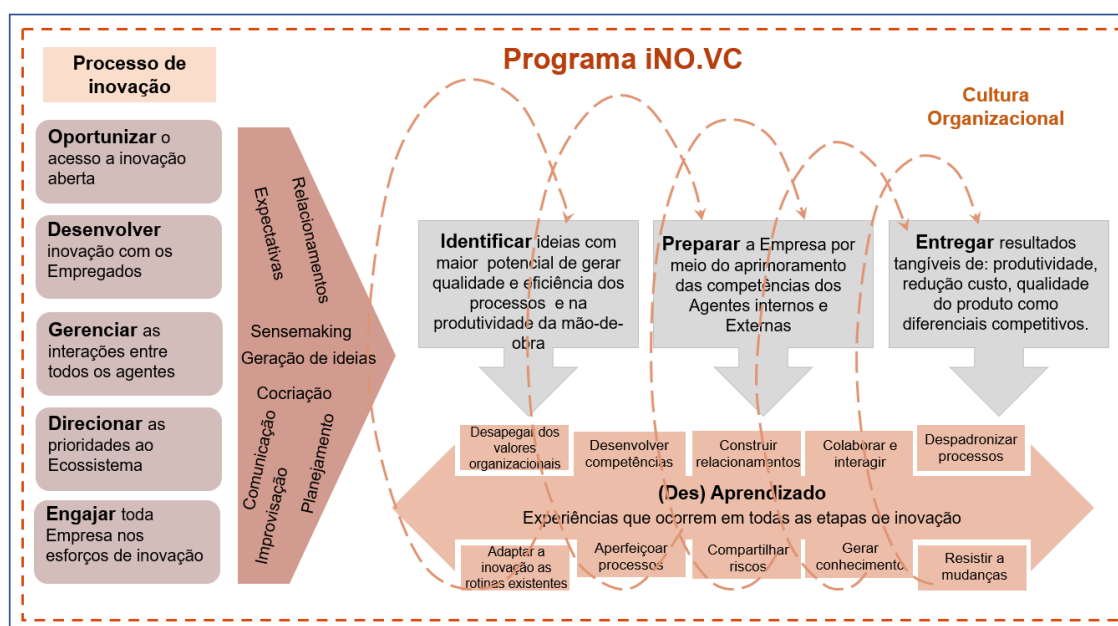 Programa iNO.VC
Processo de
inovação
Cultura
Organizacional
Oportunizar o
acesso a inovação
aberta
Desenvolver
inovação com os
Empregados
Gerenciar as
interações entre
todos os agentes
Direcionar as
prioridades ao
Ecossistema
Engajar toda
Empresa nos
esforços de inovação
Relacionamentos
Expectativas
Sensemaking
Geração de ideias
Cocriação
Comunicação
Improvisação
Planejamento
Identificar ideias com
maior potencial de gerar
qualidade e eficiência dos
processos e na
produtividade da mão-de-
obra
Preparar a Empresa por
meio do aprimoramento
das competências dos
Agentes internos e
Externas
Entregar resultados
tangíveis de: produtividade,
redução custo, qualidade
do produto como
diferenciais competitivos.
Desapegar dos
valores
organizacionais
Desenvolver
competências
Construir
relacionamentos
Colaborar e
interagir
Despadronizar
processos
(Des) Aprendizado
Experiências que ocorrem em todas as etapas de inovação
Adaptar a
inovação as
rotinas existentes
Aperfeiçoar
processos
Compartilhar
riscos
Gerar
conhecimento
Resistir a
mudanças